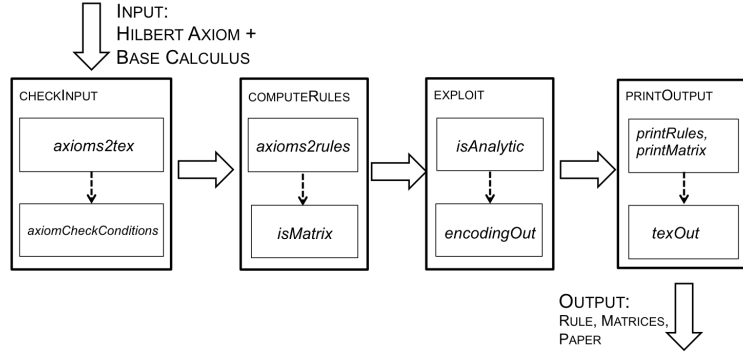 INPUT:
HILBERT AXIOM +
BASE CALCULUS
CHECKINPUT
axioms2tex
axiomCheckConditions
COMPUTERULES
axioms2rules
isMatrix
EXPLOIT
isAnalytic
encodingOut
PRINTOUTPUT
printRules,
printMatrix
texOut
OUTPUT:
RULE, MATRICES,
PAPER